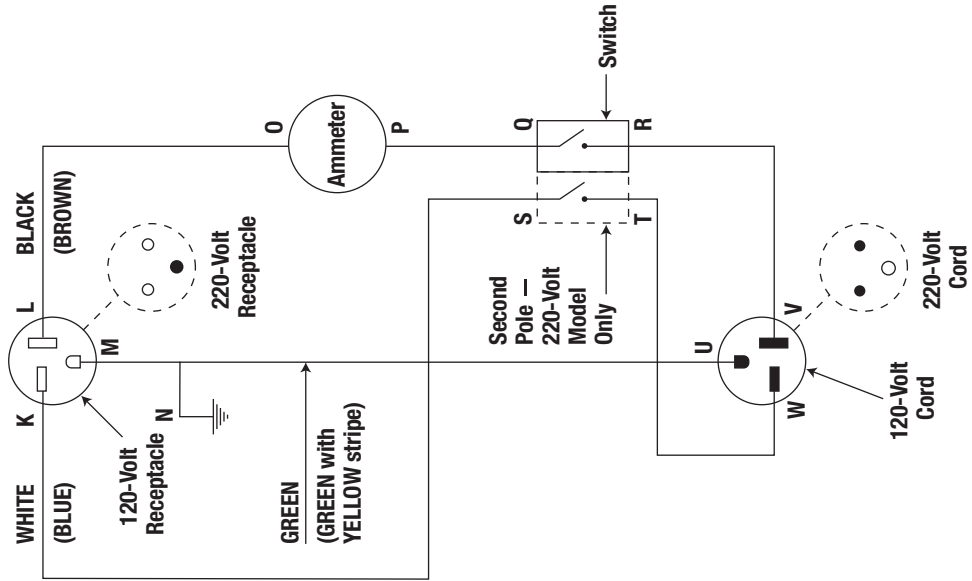 WHITE
(BLUE)
K
L
BLACK
(BROWN)
120-Volt
Receptacle
M
220-Volt
Receptacle
N
O
Ammeter
P
GREEN
(GREEN with
YELLOW stripe)
Second
Pole —
220-Volt
Model
Only
S
Q
T
R
Switch
U
W
V
120-Volt
Cord
220-Volt
Cord